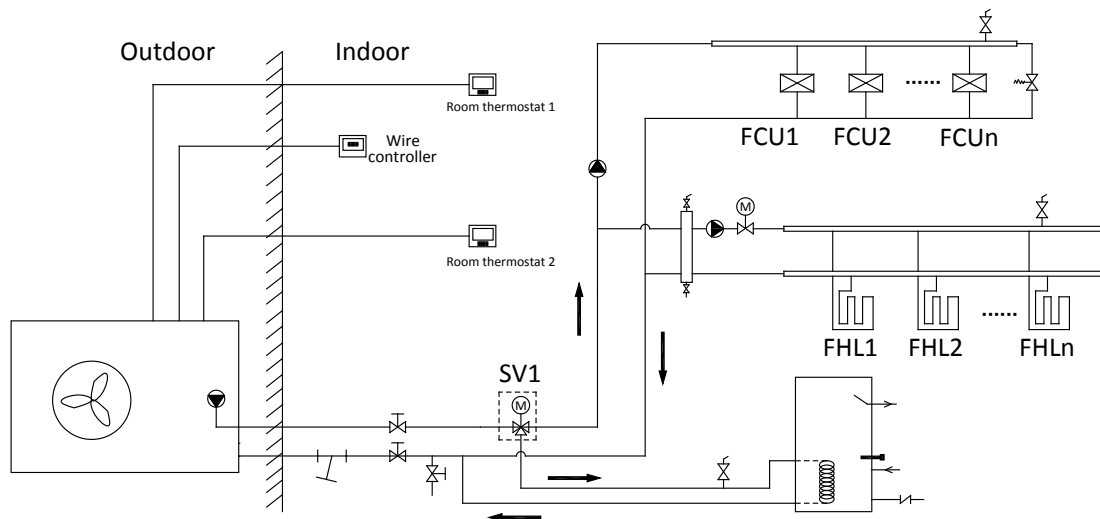 Outdoor
Indoor
Room thermostat 1
Wire
controller
Room thermostat 2
FCU1
FCU2
......
FCUn
M
FHL1
FHL2
......
FHLn
SV1
M